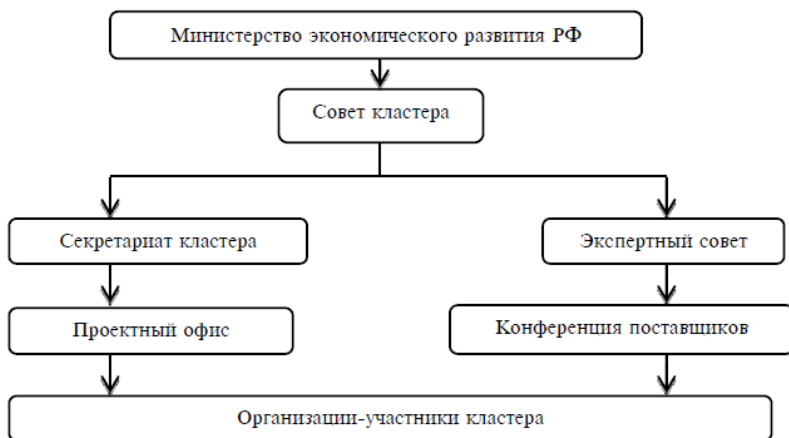 Министерство экономического развития РФ
Совет кластера
Секретариат кластера
Экспертный совет
Проектный офис
Конференция поставщиков
Организации-участники кластера